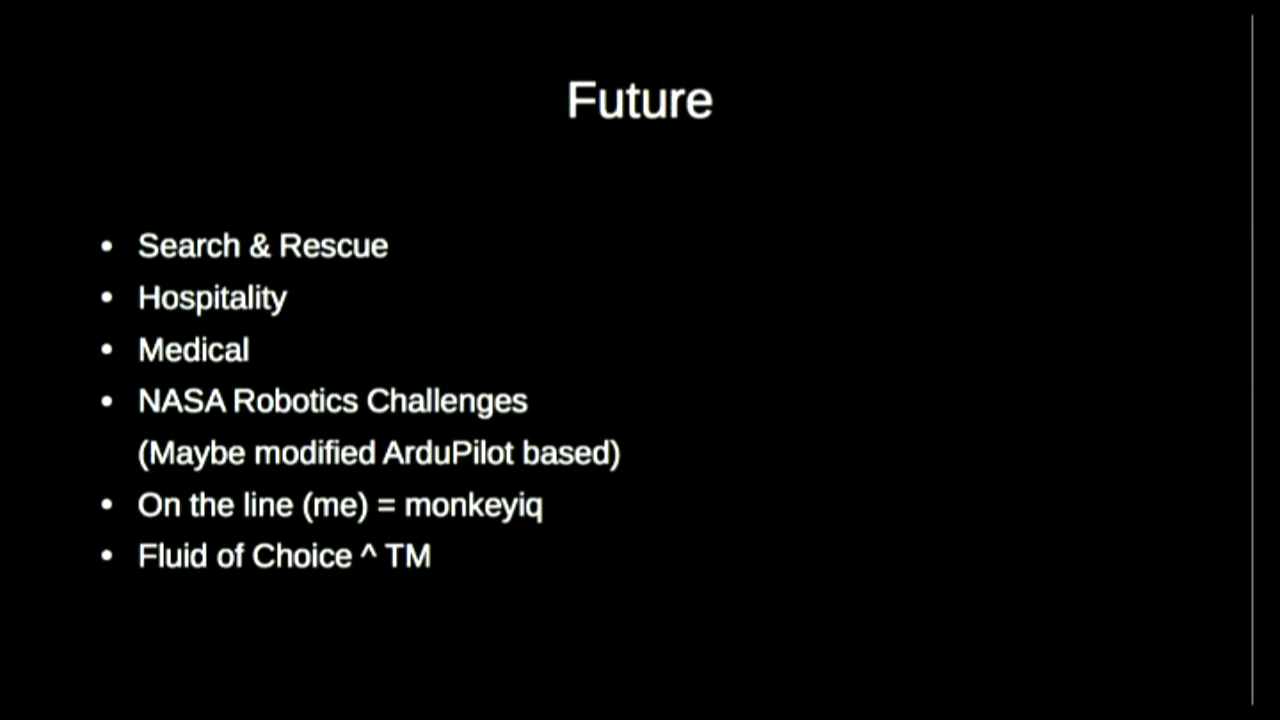 Future
• Search & Rescue
• Hospitality
• Medical
• NASA Robotics Challenges
(Maybe modified ArduPilot based)
• On the line (me) = monkeyiq
• Fluid of Choice ^ TM